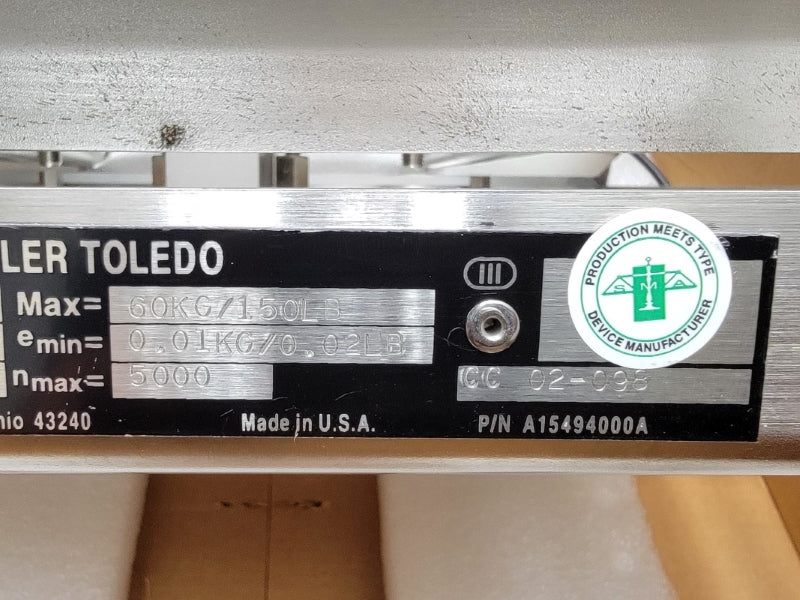 LER TOLEDO
III
Max= 60KG/150LB
emin= 0.01KG/0.02LB
nmax= 5000
CC 02-098
hio 43240
Made in U.S.A.
P/N A15494000A
PRODUCTION MEETS TYPE
S M A
DEVICE MANUFACTURER